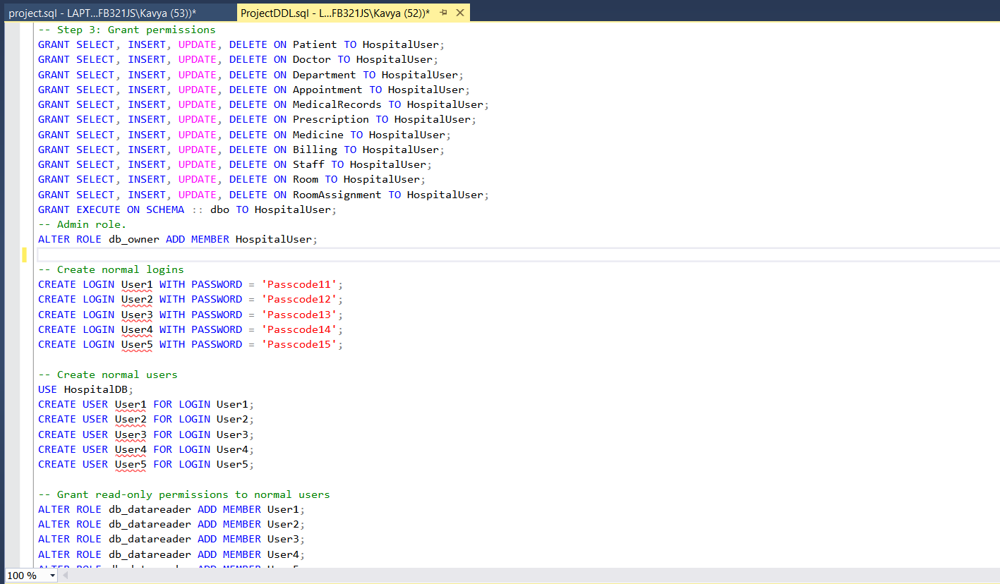 project.sql - LAPT...FB321JS\Kavya (53))*
ProjectDDL.sql - L...FB321JS\Kavya (52))*
-- Step 3: Grant permissions
GRANT SELECT, INSERT, UPDATE, DELETE ON Patient TO HospitalUser;
GRANT SELECT, INSERT, UPDATE, DELETE ON Doctor TO HospitalUser;
GRANT SELECT, INSERT, UPDATE, DELETE ON Department TO HospitalUser;
GRANT SELECT, INSERT, UPDATE, DELETE ON Appointment TO HospitalUser;
GRANT SELECT, INSERT, UPDATE, DELETE ON MedicalRecords TO HospitalUser;
GRANT SELECT, INSERT, UPDATE, DELETE ON Prescription TO HospitalUser;
GRANT SELECT, INSERT, UPDATE, DELETE ON Medicine TO HospitalUser;
GRANT SELECT, INSERT, UPDATE, DELETE ON Billing TO HospitalUser;
GRANT SELECT, INSERT, UPDATE, DELETE ON Staff TO HospitalUser;
GRANT SELECT, INSERT, UPDATE, DELETE ON Room TO HospitalUser;
GRANT SELECT, INSERT, UPDATE, DELETE ON RoomAssignment TO HospitalUser;
GRANT EXECUTE ON SCHEMA :: dbo TO HospitalUser;
-- Admin role.
ALTER ROLE db_owner ADD MEMBER HospitalUser;
-- Create normal logins
CREATE LOGIN User1 WITH PASSWORD = 'Passcode11';
CREATE LOGIN User2 WITH PASSWORD = 'Passcode12';
CREATE LOGIN User3 WITH PASSWORD = 'Passcode13';
CREATE LOGIN User4 WITH PASSWORD = 'Passcode14';
CREATE LOGIN User5 WITH PASSWORD = 'Passcode15';
-- Create normal users
USE HospitalDB;
CREATE USER User1 FOR LOGIN User1;
CREATE USER User2 FOR LOGIN User2;
CREATE USER User3 FOR LOGIN User3;
CREATE USER User4 FOR LOGIN User4;
CREATE USER User5 FOR LOGIN User5;
-- Grant read-only permissions to normal users
ALTER ROLE db_datareader ADD MEMBER User1;
ALTER ROLE db_datareader ADD MEMBER User2;
ALTER ROLE db_datareader ADD MEMBER User3;
ALTER ROLE db_datareader ADD MEMBER User4;
100 %